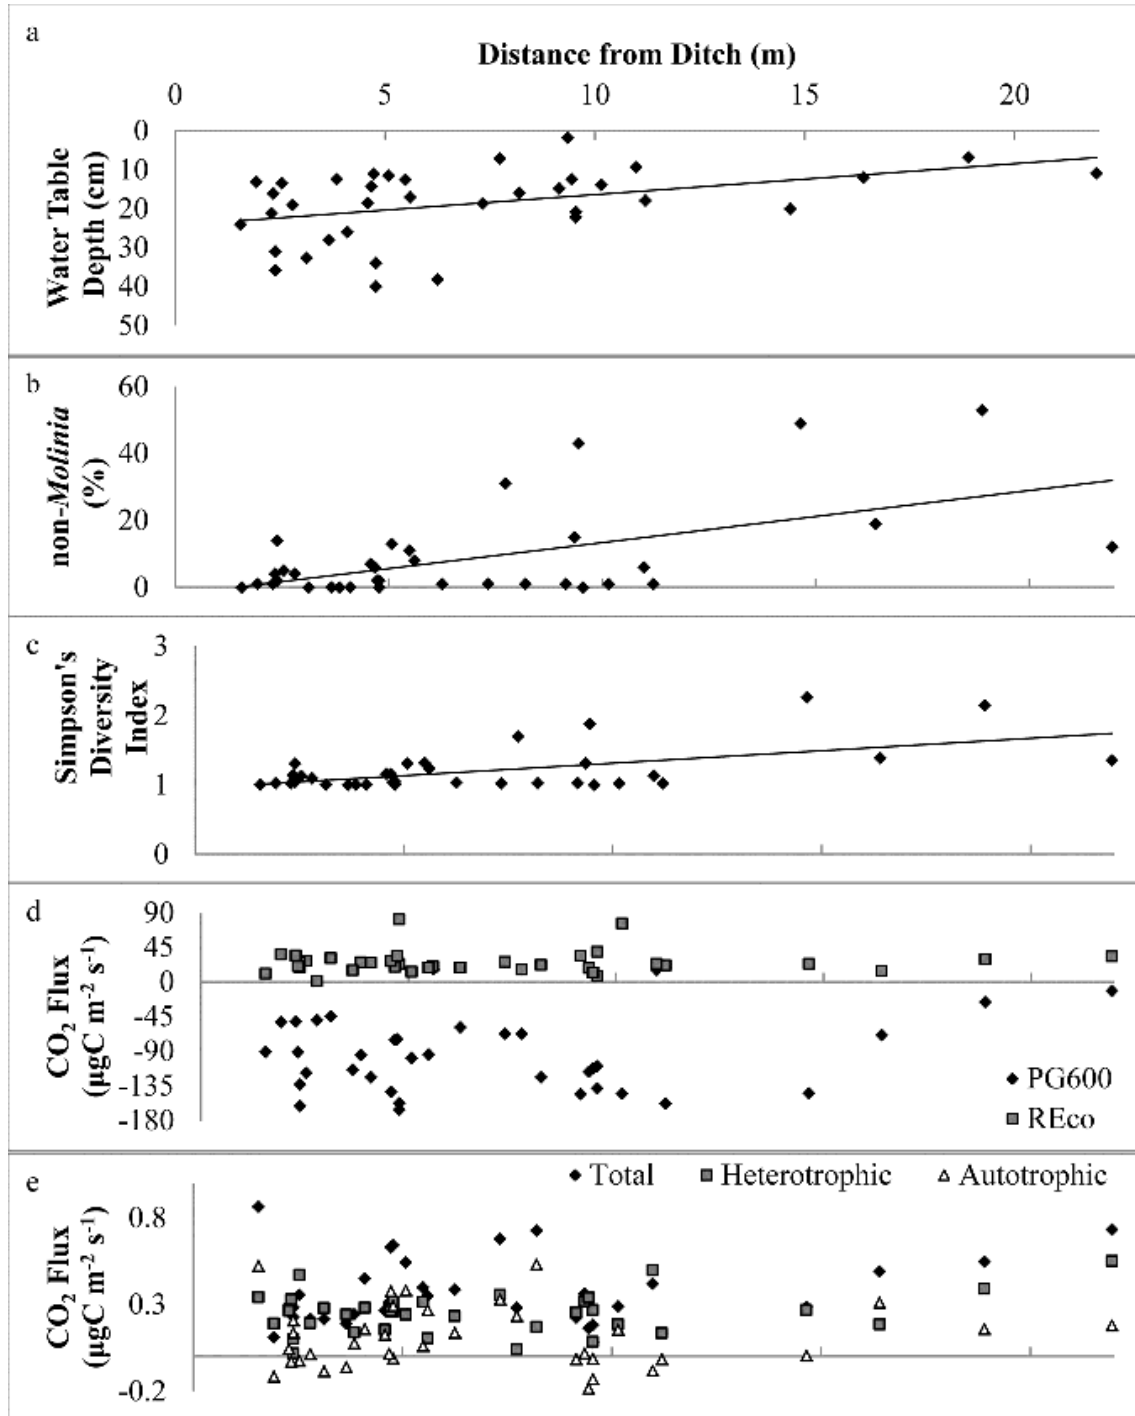 a
Distance from Ditch (m)
0 5 10 15 20
Water Table
Depth (cm)
0
10
20
30
40
50
b
non-Molinia
(%)
60
40
20
0
c
Simpson's
Diversity
Index
3
2
1
0
d
CO2 Flux
(µgC m-2 s-1)
90
45
0
-45
-90
-135
-180
PG600
REco
e
Total Heterotrophic Autotrophic
CO2 Flux
(µgC m-2 s-1)
0.8
0.3
-0.2